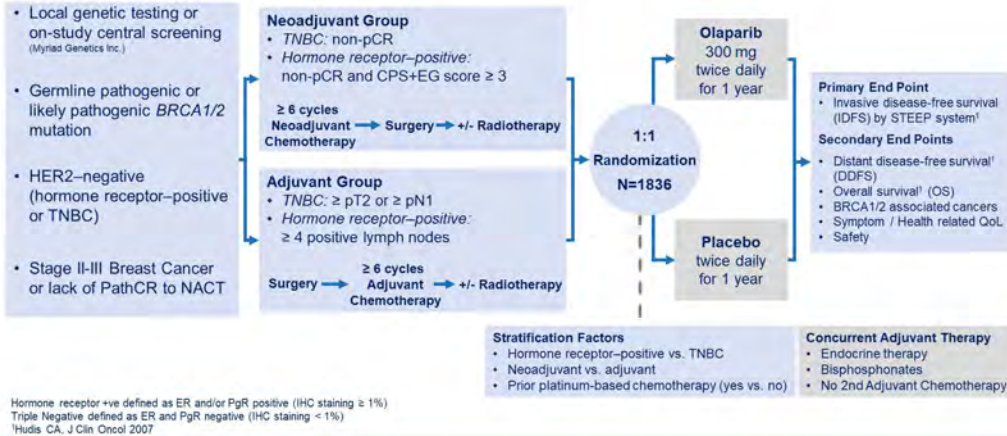 • Local genetic testing or
on-study central screening
(Myriad Genetics Inc.)
• Germline pathogenic or
likely pathogenic BRCA1/2
mutation
• HER2–negative
(hormone receptor–positive
or TNBC)
• Stage II-III Breast Cancer
or lack of PathCR to NACT
Neoadjuvant Group
• TNBC: non-pCR
• Hormone receptor–positive:
non-pCR and CPS+EG score ≥ 3
≥ 6 cycles
Neoadjuvant
Chemotherapy
Surgery
+/- Radiotherapy
Adjuvant Group
• TNBC: ≥ pT2 or ≥ pN1
• Hormone receptor–positive:
≥ 4 positive lymph nodes
Surgery
≥ 6 cycles
Adjuvant
Chemotherapy
+/- Radiotherapy
1:1
Randomization
N=1836
Olaparib
300 mg
twice daily
for 1 year
Placebo
twice daily
for 1 year
Primary End Point
• Invasive disease-free survival
(IDFS) by STEEP system¹
Secondary End Points
• Distant disease-free survival¹
(DDFS)
• Overall survival¹ (OS)
• BRCA1/2 associated cancers
• Symptom / Health related QoL
• Safety
Stratification Factors
• Hormone receptor–positive vs. TNBC
• Neoadjuvant vs. adjuvant
• Prior platinum-based chemotherapy (yes vs. no)
Concurrent Adjuvant Therapy
• Endocrine therapy
• Bisphosphonates
• No 2nd Adjuvant Chemotherapy
Hormone receptor +ve defined as ER and/or PgR positive (IHC staining ≥ 1%)
Triple Negative defined as ER and PgR negative (IHC staining < 1%)
¹Hudis CA, J Clin Oncol 2007